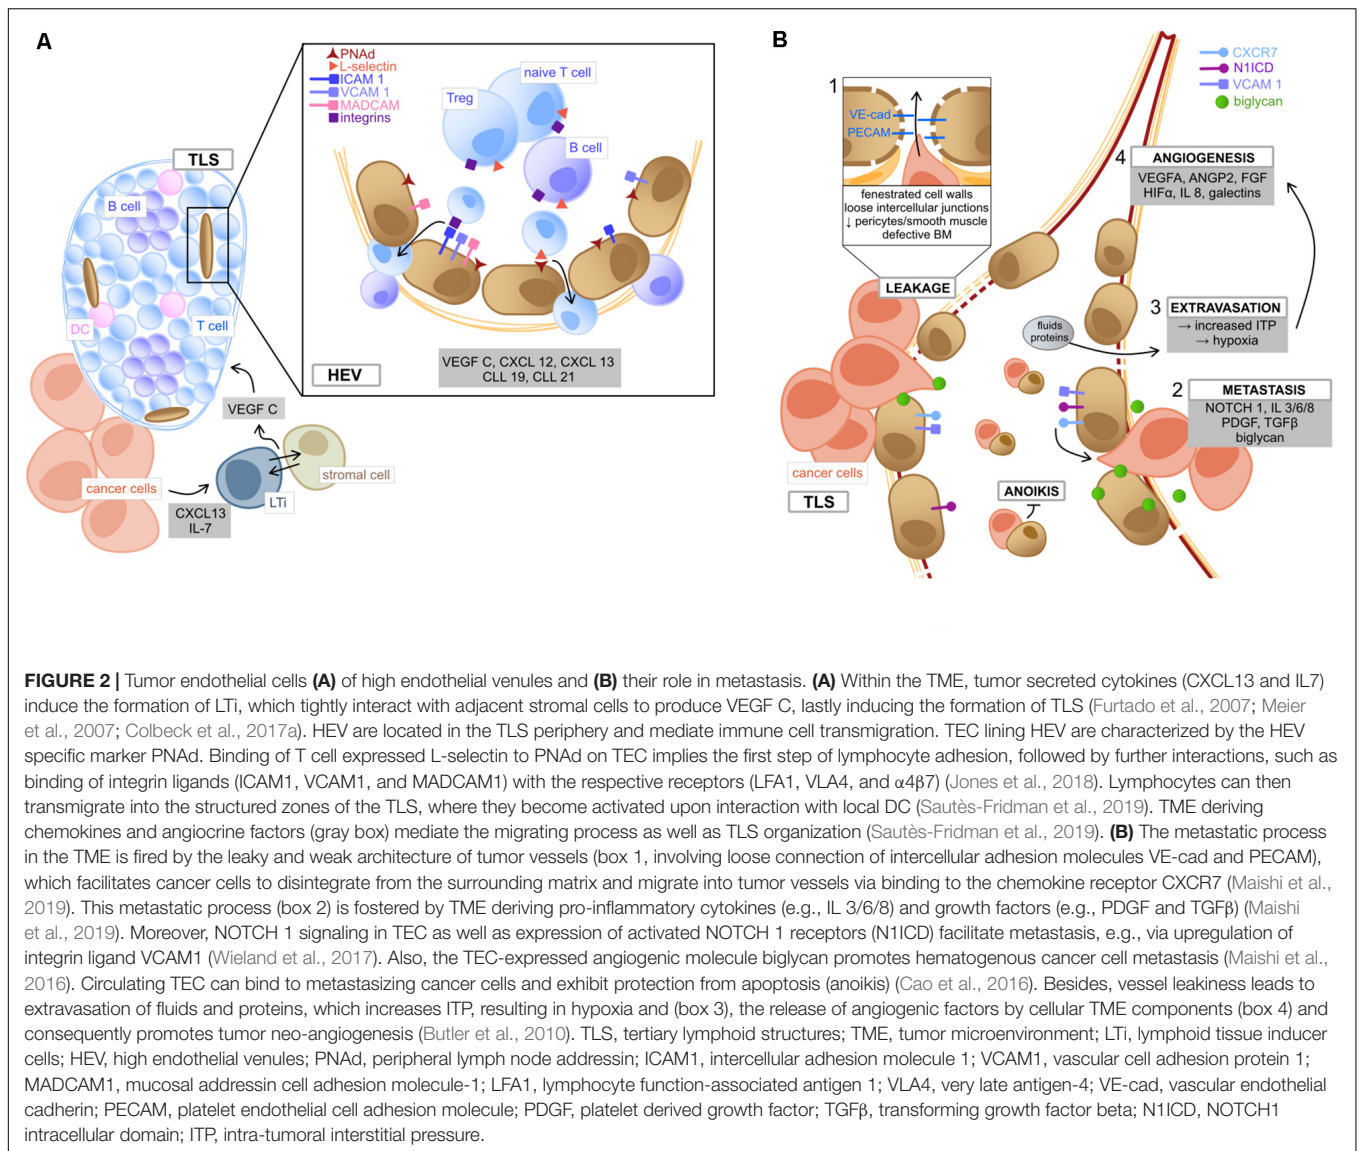 A
TLS
B cell
DC
T cell
VEGF C
stromal cell
LTi
cancer cells
CXCL13
IL-7
PNAd
L-selectin
ICAM 1
VCAM 1
MADCAM
integrins
naive T cell
Treg
B cell
VEGF C, CXCL 12, CXCL 13
CLL 19, CLL 21
HEV
B
CXCR7
N1ICD
VCAM 1
biglycan
1
VE-cad
PECAM
fenestrated cell walls
loose intercellular junctions
↓ pericytes/smooth muscle
defective BM
LEAKAGE
4
ANGIOGENESIS
VEGFA, ANGP2, FGF
HIFα, IL 8, galectins
3
EXTRAVASATION
→ increased ITP
→ hypoxia
fluids
proteins
2
METASTASIS
NOTCH 1, IL 3/6/8
PDGF, TGFβ
biglycan
cancer cells
TLS
ANOIKIS
FIGURE 2 | Tumor endothelial cells (A) of high endothelial venules and (B) their role in metastasis. (A) Within the TME, tumor secreted cytokines (CXCL13 and IL7)
induce the formation of LTi, which tightly interact with adjacent stromal cells to produce VEGF C, lastly inducing the formation of TLS (Furtado et al., 2007; Meier
et al., 2007; Colbeck et al., 2017a). HEV are located in the TLS periphery and mediate immune cell transmigration. TEC lining HEV are characterized by the HEV
specific marker PNAd. Binding of T cell expressed L-selectin to PNAd on TEC implies the first step of lymphocyte adhesion, followed by further interactions, such as
binding of integrin ligands (ICAM1, VCAM1, and MADCAM1) with the respective receptors (LFA1, VLA4, and α4β7) (Jones et al., 2018). Lymphocytes can then
transmigrate into the structured zones of the TLS, where they become activated upon interaction with local DC (Sautès-Fridman et al., 2019). TME deriving
chemokines and angiocrine factors (gray box) mediate the migrating process as well as TLS organization (Sautès-Fridman et al., 2019). (B) The metastatic process
in the TME is fired by the leaky and weak architecture of tumor vessels (box 1, involving loose connection of intercellular adhesion molecules VE-cad and PECAM),
which facilitates cancer cells to disintegrate from the surrounding matrix and migrate into tumor vessels via binding to the chemokine receptor CXCR7 (Maishi et al.,
2019). This metastatic process (box 2) is fostered by TME deriving pro-inflammatory cytokines (e.g., IL 3/6/8) and growth factors (e.g., PDGF and TGFβ) (Maishi
et al., 2019). Moreover, NOTCH 1 signaling in TEC as well as expression of activated NOTCH 1 receptors (N1ICD) facilitate metastasis, e.g., via upregulation of
integrin ligand VCAM1 (Wieland et al., 2017). Also, the TEC-expressed angiogenic molecule biglycan promotes hematogenous cancer cell metastasis (Maishi et al.,
2016). Circulating TEC can bind to metastasizing cancer cells and exhibit protection from apoptosis (anoikis) (Cao et al., 2016). Besides, vessel leakiness leads to
extravasation of fluids and proteins, which increases ITP, resulting in hypoxia and (box 3), the release of angiogenic factors by cellular TME components (box 4) and
consequently promotes tumor neo-angiogenesis (Butler et al., 2010). TLS, tertiary lymphoid structures; TME, tumor microenvironment; LTi, lymphoid tissue inducer
cells; HEV, high endothelial venules; PNAd, peripheral lymph node addressin; ICAM1, intercellular adhesion molecule 1; VCAM1, vascular cell adhesion protein 1;
MADCAM1, mucosal addressin cell adhesion molecule-1; LFA1, lymphocyte function-associated antigen 1; VLA4, very late antigen-4; VE-cad, vascular endothelial
cadherin; PECAM, platelet endothelial cell adhesion molecule; PDGF, platelet derived growth factor; TGFβ, transforming growth factor beta; N1ICD, NOTCH1
intracellular domain; ITP, intra-tumoral interstitial pressure.